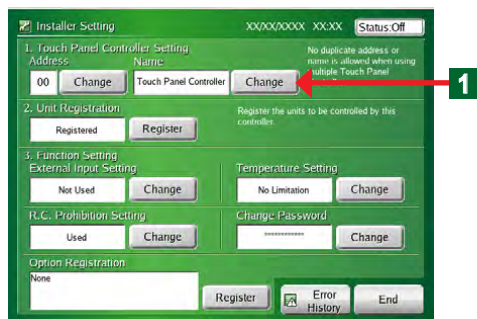 Installer Setting XX/XX/XXXX XX:XX Status:Off
1. Touch Panel Controller Setting
Address Name
No duplicate address or
name is allowed when using
multiple Touch Panel
00 Change Touch Panel Controller Change
1
2. Unit Registration
Register the units to be controlled by this
controller.
Registered Register
3. Function Setting
External Input Setting Temperature Setting
Not Used Change No Limitation Change
R.C. Prohibition Setting Change Password
Used Change ************ Change
Option Registration
None
Register Error
History End